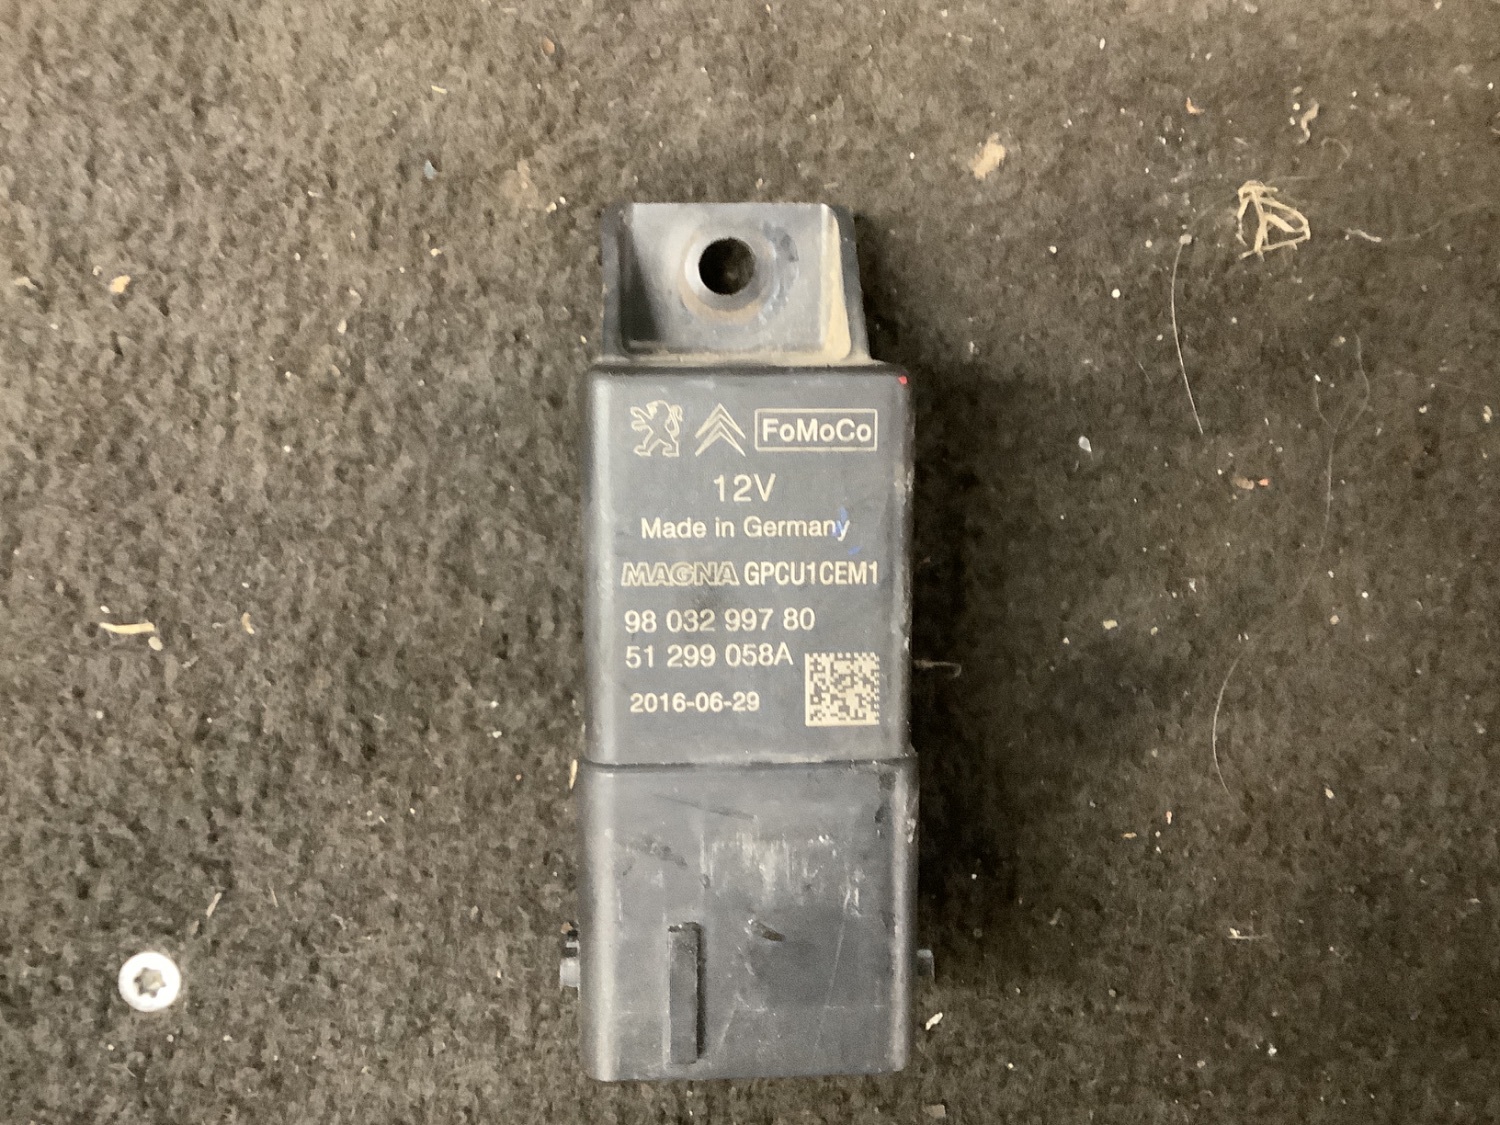 FoMoCo
12V
Made in Germany
MAGNA GPCU1CEM1
98 032 997 80
51 299 058A
2016-06-29